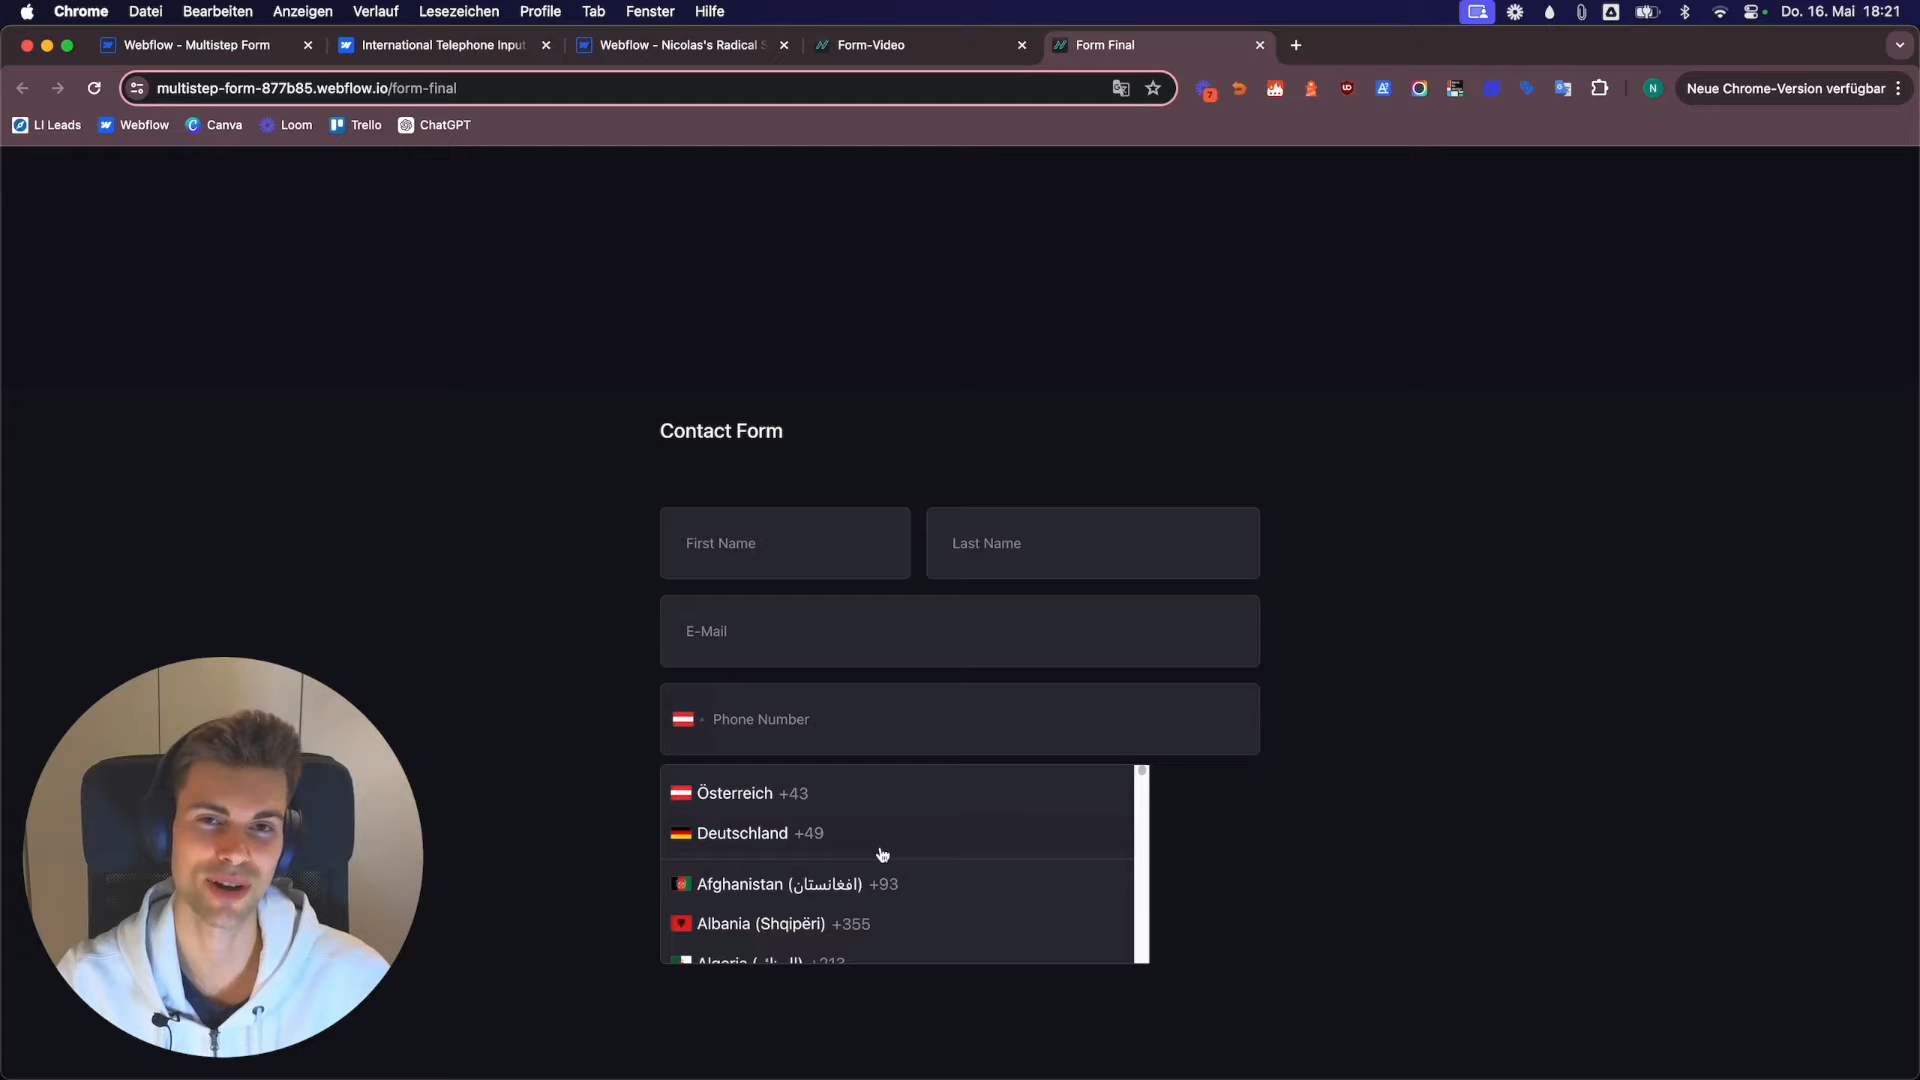 Chrome Datei Bearbeiten Anzeigen Verlauf Lesezeichen Profile Tab Fenster Hilfe Do. 16. Mai 18:21
Webflow - Multistep Form International Telephone Input Webflow - Nicolas's Radical Form-Video Form Final
multistep-form-877b85.webflow.io/form-final 7 N Neue Chrome-Version verfügbar
LI Leads Webflow Canva Loom Trello ChatGPT
Contact Form
First Name Last Name
E-Mail
Phone Number
Österreich +43
Deutschland +49
Afghanistan (افغانستان) +93
Albania (Shqipëri) +355
Algeria +213